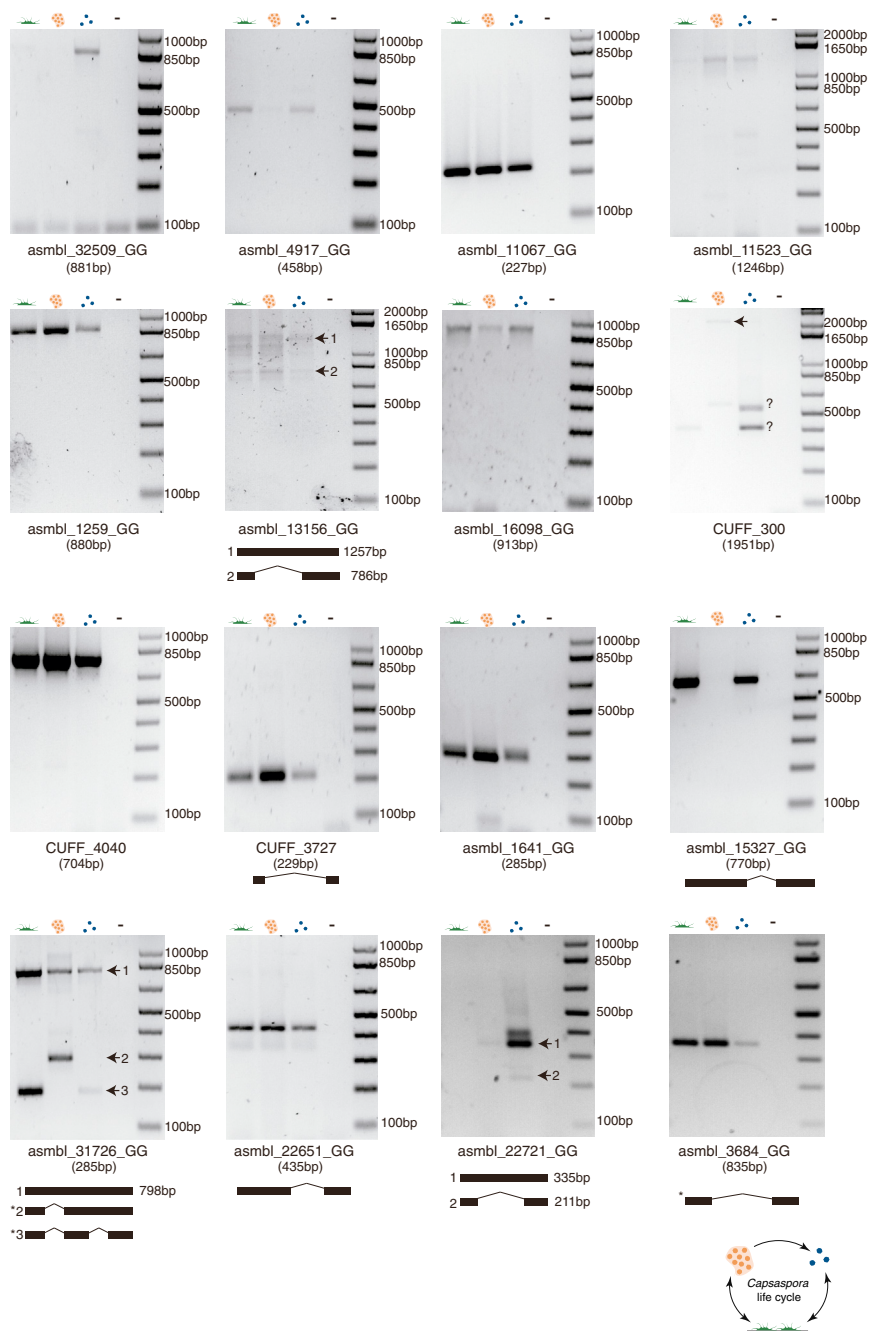 -
-
-
-
1000bp
850bp
500bp
100bp
asmbl_32509_GG
(881bp)
1000bp
850bp
500bp
100bp
asmbl_4917_GG
(458bp)
1000bp
850bp
500bp
100bp
asmbl_11067_GG
(227bp)
2000bp
1650bp
1000bp
850bp
500bp
100bp
asmbl_11523_GG
(1246bp)
-
-
-
-
1000bp
850bp
500bp
100bp
asmbl_1259_GG
(880bp)
2000bp
1650bp
1
1000bp
850bp
2
500bp
100bp
asmbl_13156_GG
1 1257bp
2 786bp
1000bp
850bp
500bp
100bp
asmbl_16098_GG
(913bp)
2000bp
1650bp
1000bp
850bp
?
500bp
?
100bp
CUFF_300
(1951bp)
-
-
-
-
1000bp
850bp
500bp
100bp
CUFF_4040
(704bp)
1000bp
850bp
500bp
100bp
CUFF_3727
(229bp)
1000bp
850bp
500bp
100bp
asmbl_1641_GG
(285bp)
1000bp
850bp
500bp
100bp
asmbl_15327_GG
(770bp)
-
-
-
-
1000bp
1 850bp
500bp
2
3
100bp
asmbl_31726_GG
(285bp)
1 798bp
*2
*3
1000bp
850bp
500bp
100bp
asmbl_22651_GG
(435bp)
1000bp
850bp
500bp
1
2
100bp
asmbl_22721_GG
1 335bp
2 211bp
1000bp
850bp
500bp
100bp
asmbl_3684_GG
(835bp)
*
Capsaspora
life cycle